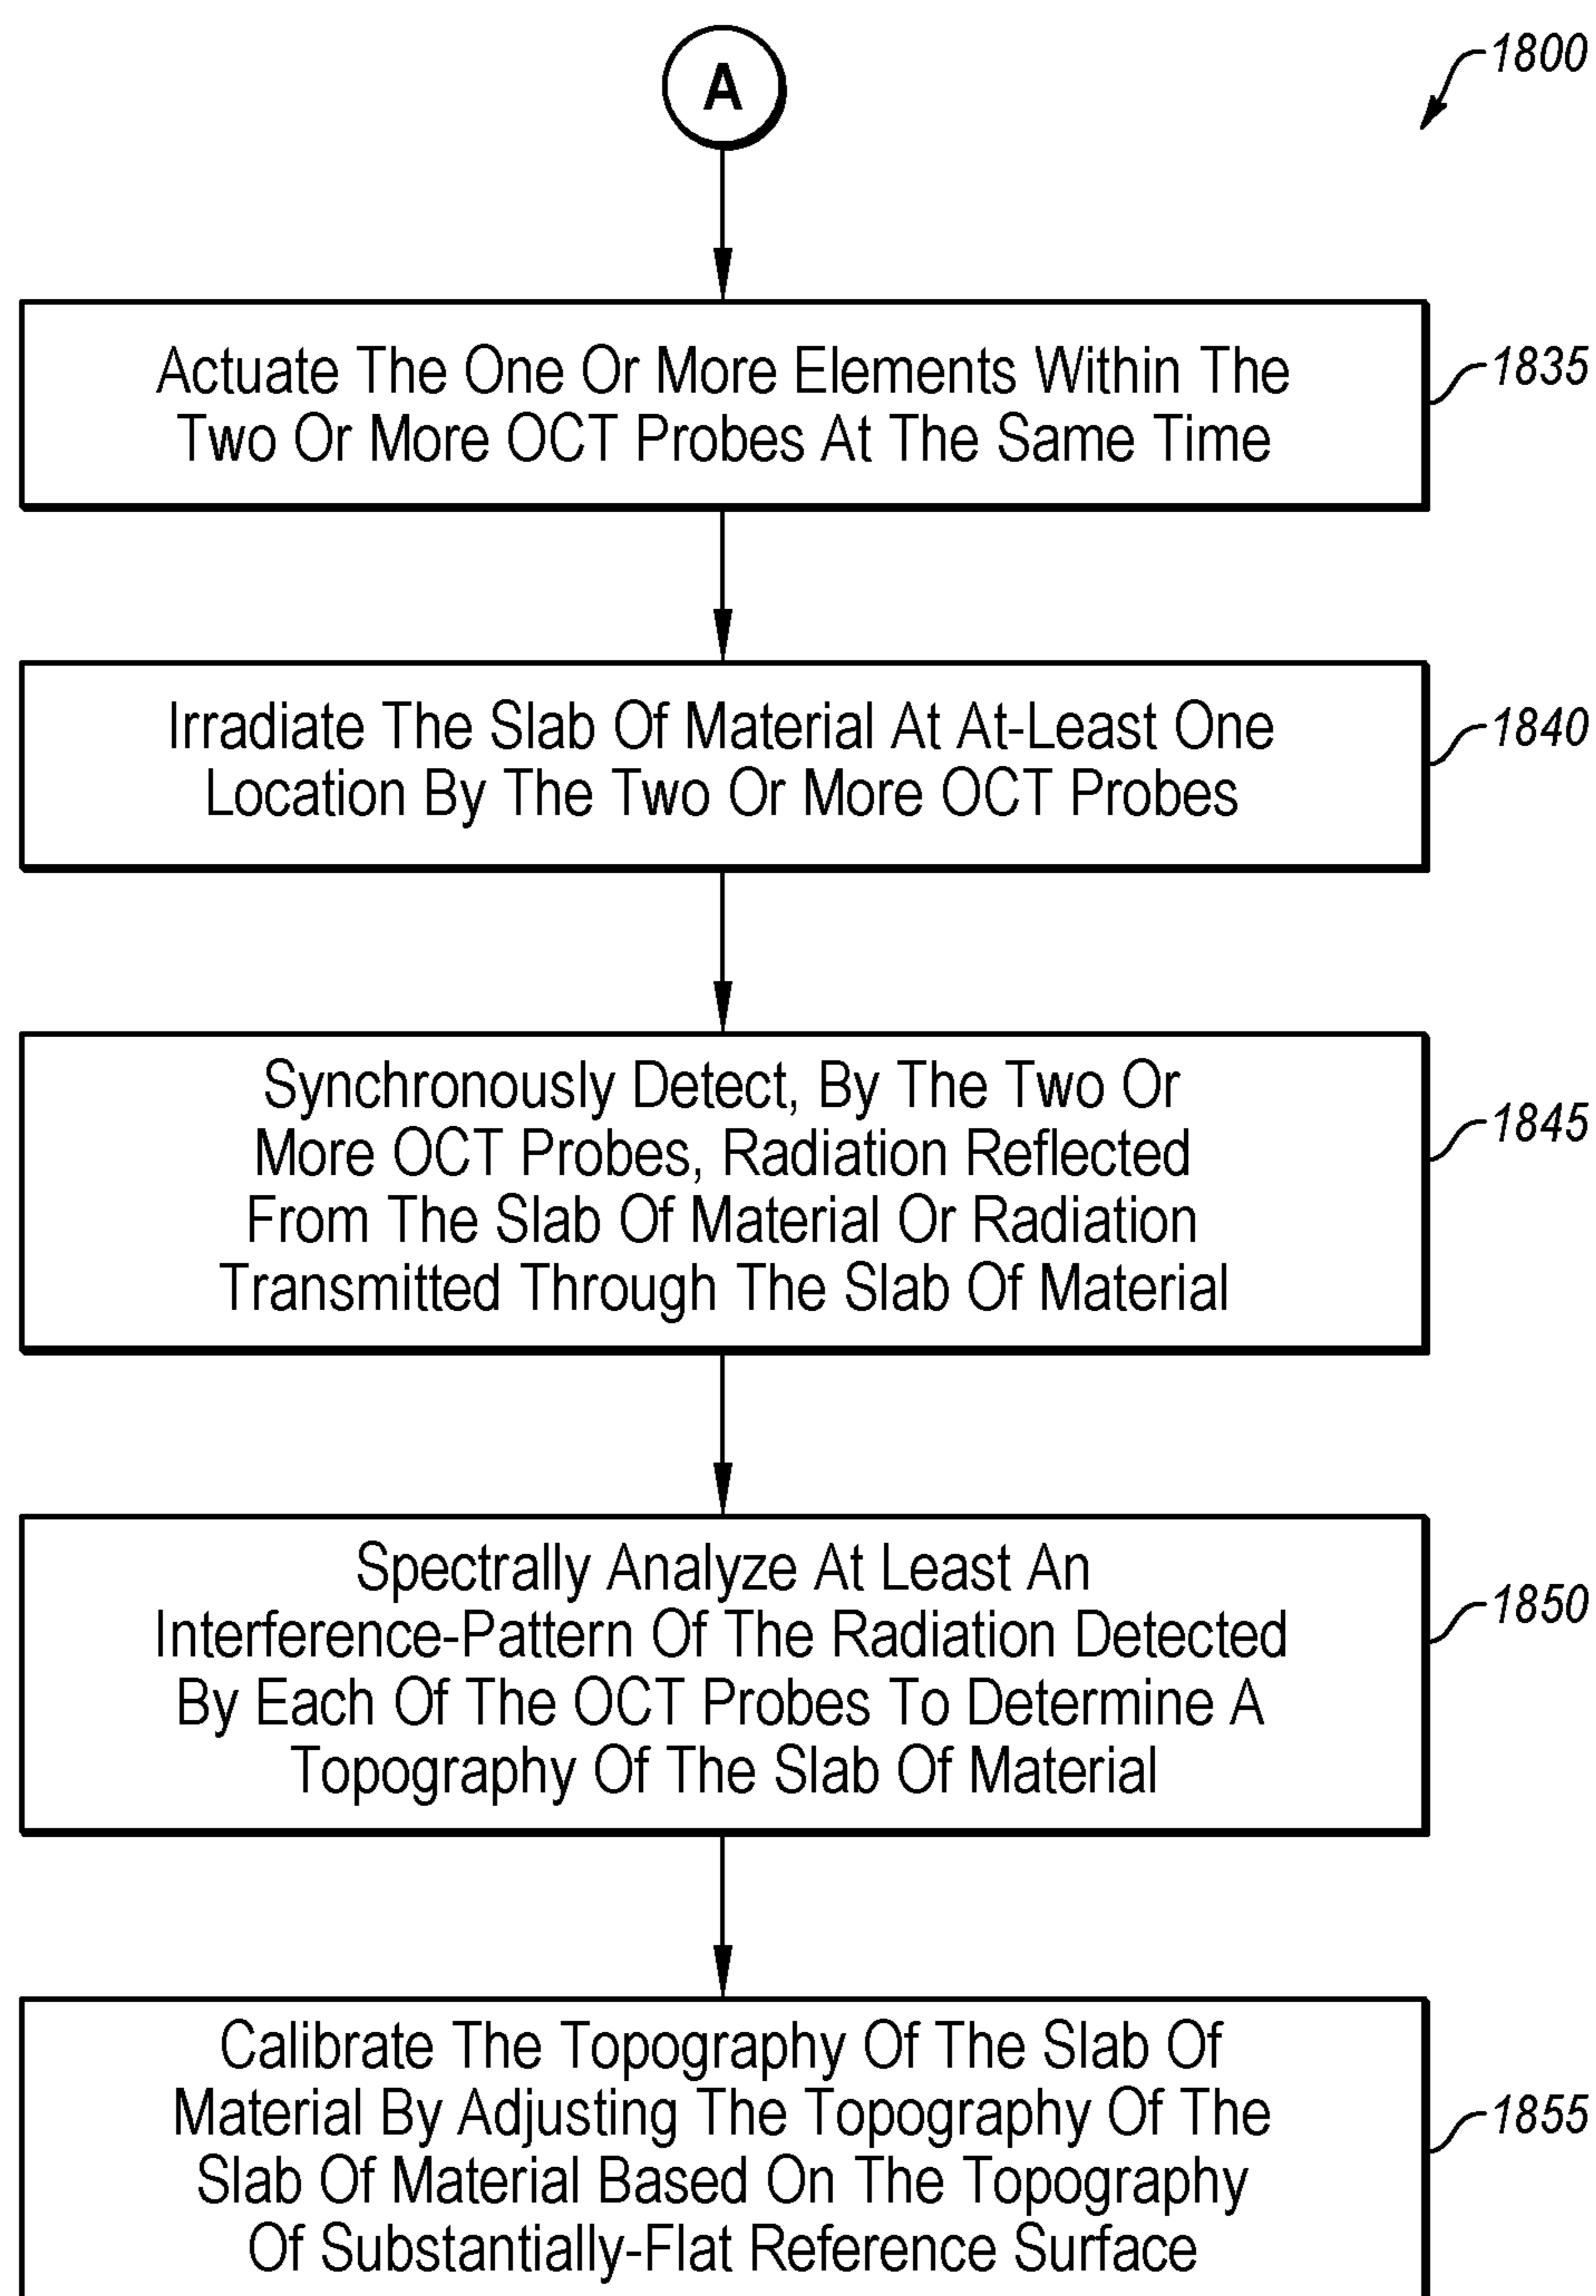 A
1800
Actuate The One Or More Elements Within The
Two Or More OCT Probes At The Same Time
1835
Irradiate The Slab Of Material At At-Least One
Location By The Two Or More OCT Probes
1840
Synchronously Detect, By The Two Or
More OCT Probes, Radiation Reflected
From The Slab Of Material Or Radiation
Transmitted Through The Slab Of Material
1845
Spectrally Analyze At Least An
Interference-Pattern Of The Radiation Detected
By Each Of The OCT Probes To Determine A
Topography Of The Slab Of Material
1850
Calibrate The Topography Of The Slab Of
Material By Adjusting The Topography Of The
Slab Of Material Based On The Topography
Of Substantially-Flat Reference Surface
1855